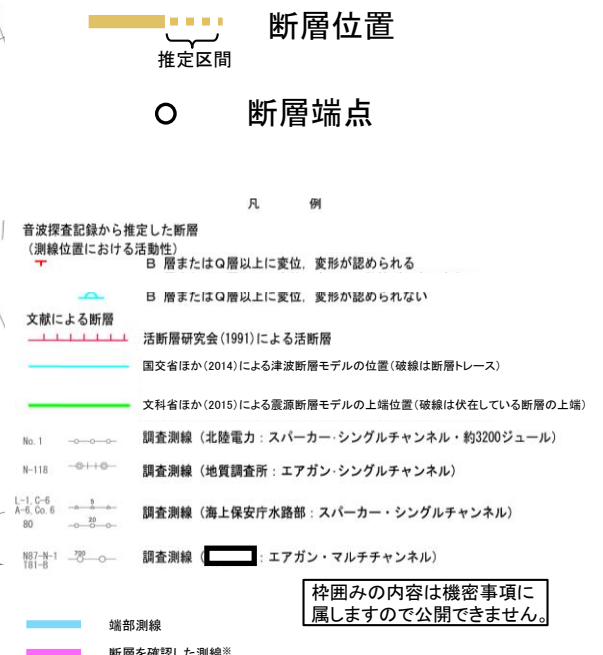 断層位置
推定区間
断層端点
凡 例
音波探査記録から推定した断層
(測線位置における活動性)
B 層またはQ層以上に変位, 変形が認められる
B 層またはQ層以上に変位, 変形が認められない
文献による断層
活断層研究会(1991)による活断層
国交省ほか(2014)による津波断層モデルの位置(破線は断層トレース)
文科省ほか(2015)による震源断層モデルの上端位置(破線は伏在している断層の上端)
No. 1 調査測線(北陸電力:スパーカー・シングルチャンネル・約3200ジュール)
N-118 調査測線(地質調査所:エアガン・シングルチャンネル)
L-1, C-6
A-6, Co. 6 5 調査測線(海上保安庁水路部:スパーカー・シングルチャンネル)
80 20
N87-N-1 700 調査測線( :エアガン・マルチチャンネル)
T81-B
枠囲みの内容は機密事項に
属しますので公開できません。
端部測線
断層を確認した測線※